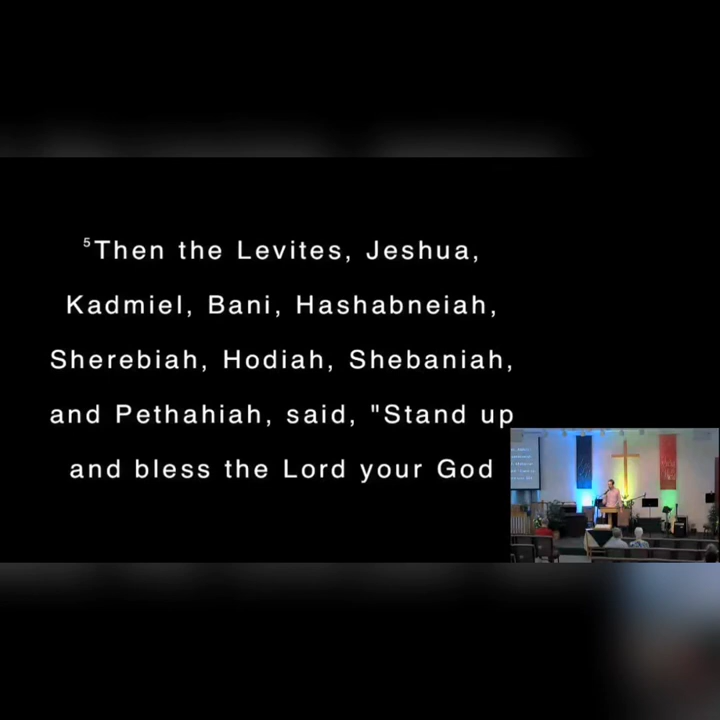 ⁵Then the Levites, Jeshua,
Kadmiel, Bani, Hashabneiah,
Sherebiah, Hodiah, Shebaniah,
and Pethahiah, said, "Stand up
and bless the Lord your God